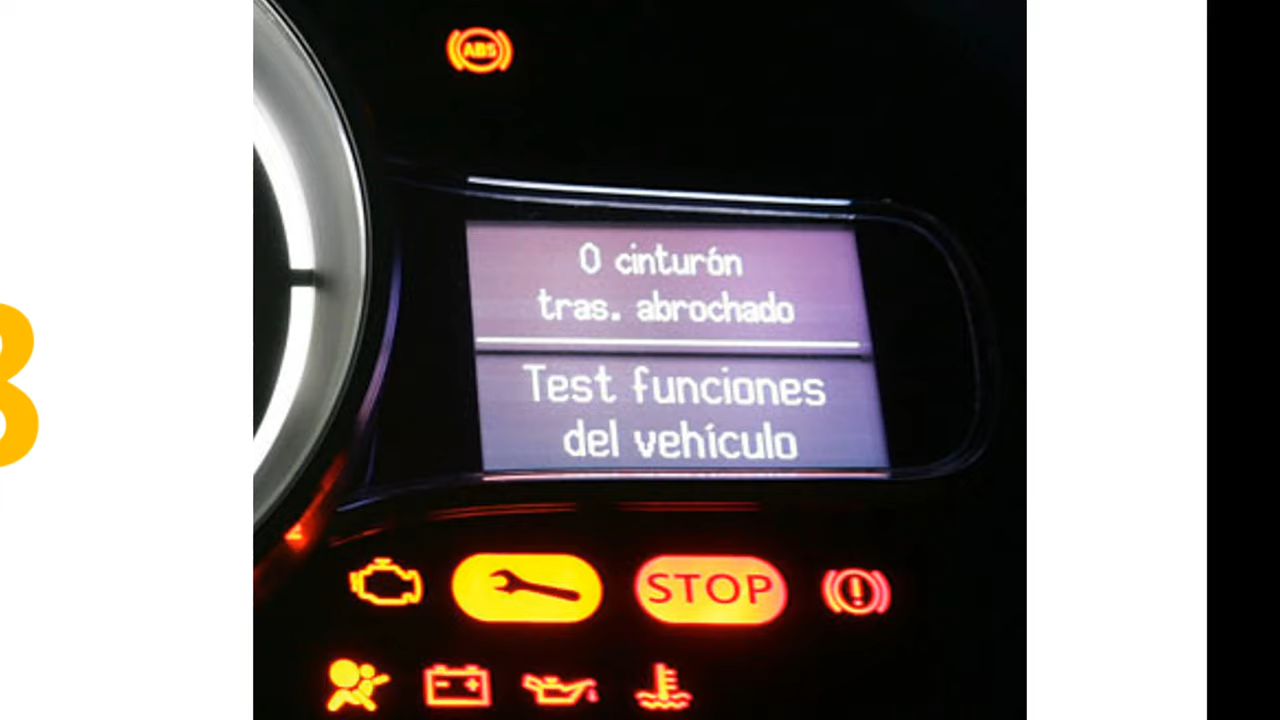 ABS
0 cinturón
tras. abrochado
Test funciones
del vehículo
STOP